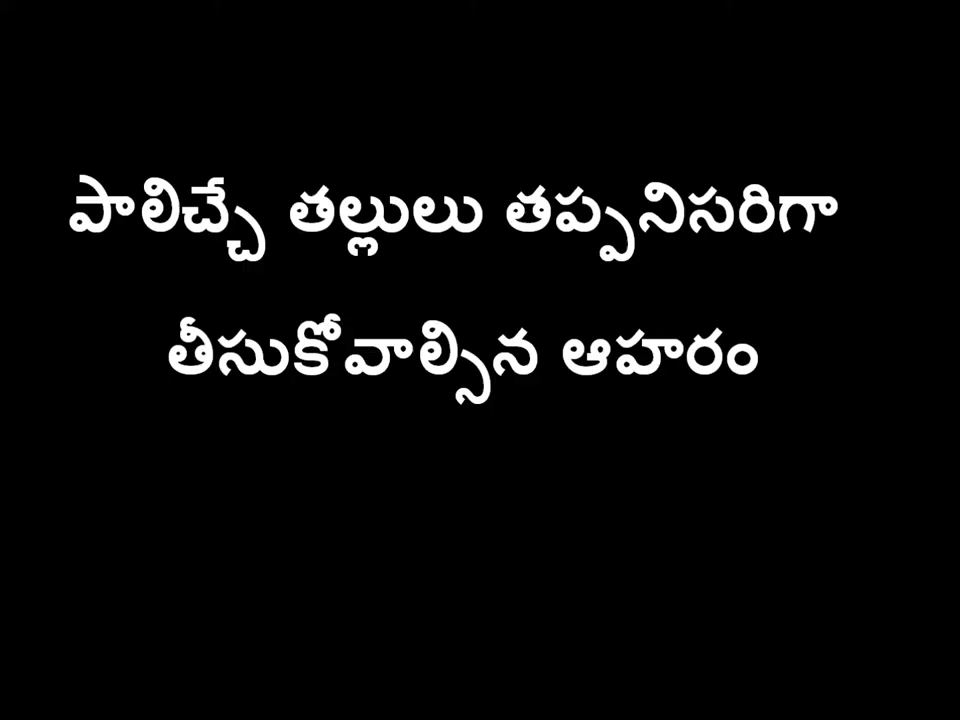 పాలిచ్చే తల్లులు తప్పనిసరిగా
తీసుకోవాల్సిన ఆహారం